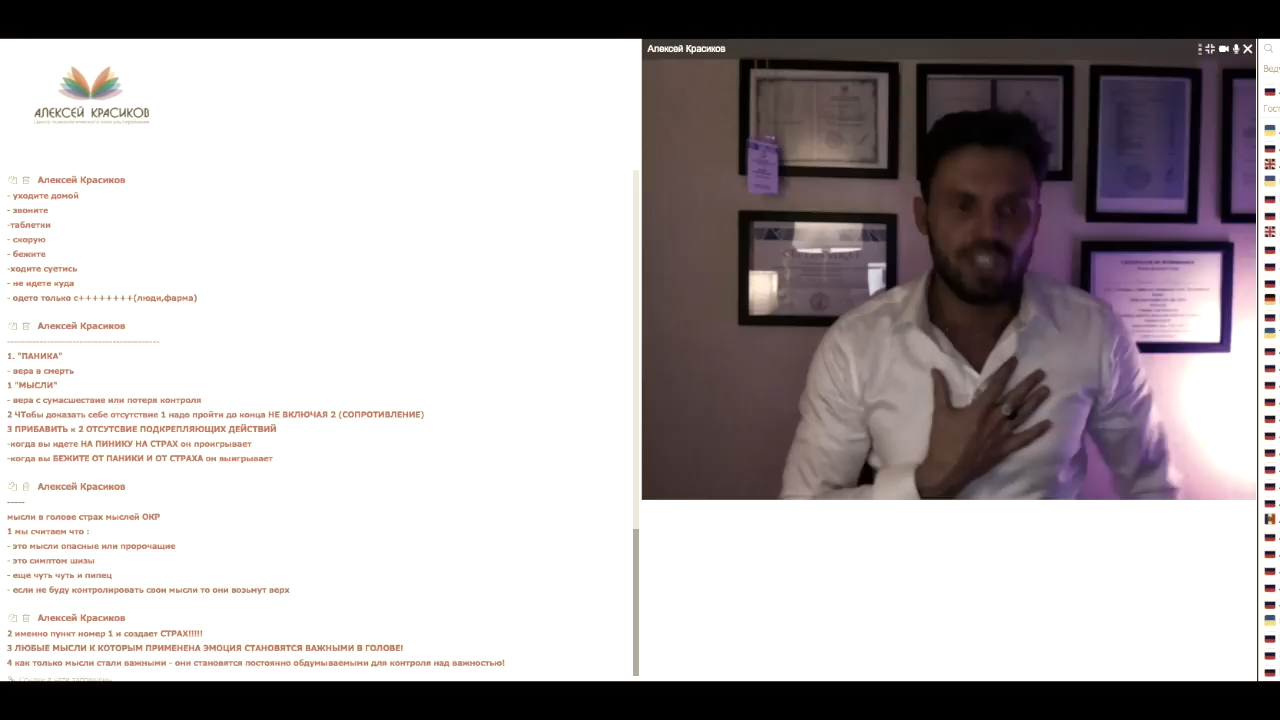 АЛЕКСЕЙ КРАСИКОВ
Алексей Красиков
- уходите домой
- звоните
-таблетки
- скорую
- бежите
-ходите суетись
- не идете куда
- одето только с++++++++(люди,фарма)
Алексей Красиков
--------------------------------------------
1. "ПАНИКА"
- вера в смерть
1 "МЫСЛИ"
- вера с сумасшествие или потеря контроля
2 ЧТобы доказать себе отсутствие 1 надо пройти до конца НЕ ВКЛЮЧАЯ 2 (СОПРОТИВЛЕНИЕ)
3 ПРИБАВИТЬ к 2 ОТСУТСВИЕ ПОДКРЕПЛЯЮЩИХ ДЕЙСТВИЙ
-когда вы идете НА ПИНИКУ НА СТРАХ он проигрывает
-когда вы БЕЖИТЕ ОТ ПАНИКИ И ОТ СТРАХА он выигрывает
Алексей Красиков
-----
мысли в голове страх мыслей ОКР
1 мы считаем что :
- это мысли опасные или пророчащие
- это симптом шизы
- еще чуть чуть и пипец
- если не буду контролировать свои мысли то они возьмут верх
Алексей Красиков
2 именно пункт номер 1 и создает СТРАХ!!!!!
3 ЛЮБЫЕ МЫСЛИ К КОТОРЫМ ПРИМЕНЕНА ЭМОЦИЯ СТАНОВЯТСЯ ВАЖНЫМИ В ГОЛОВЕ!
4 как только мысли стали важными - они становятся постоянно обдумываемыми для контроля над важностью!
Алексей Красиков
Вед
Гост